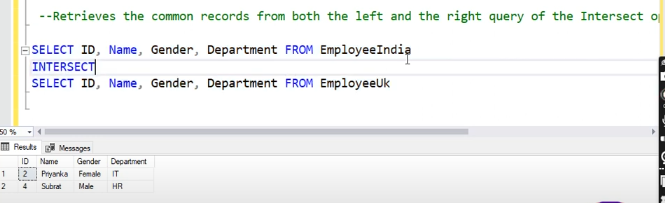 --Retrieves the common records from both the left and the right query of the Intersect o
SELECT ID, Name, Gender, Department FROM EmployeeIndia
INTERSECT
SELECT ID, Name, Gender, Department FROM EmployeeUk
50 %
Results Messages
ID Name Gender Department
1 2 Priyanka Female IT
2 4 Subrat Male HR